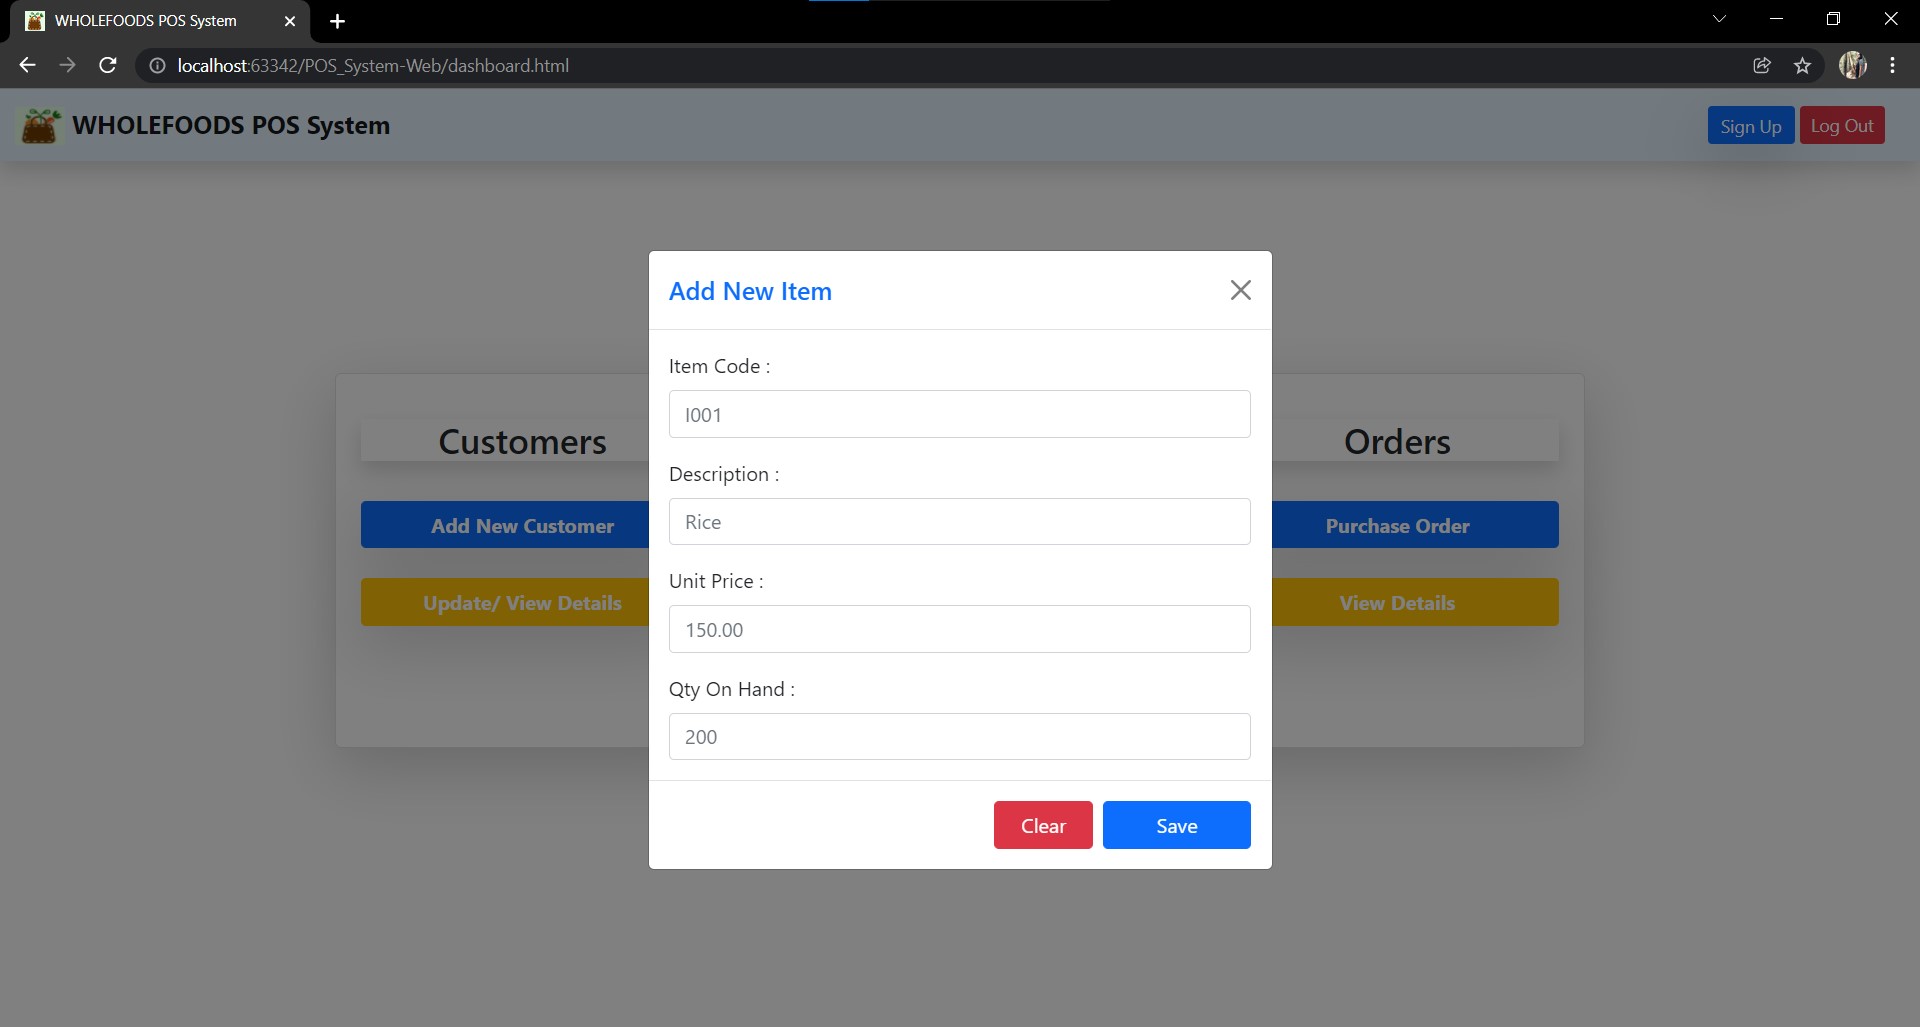 WHOLEFOODS POS System
localhost:63342/POS_System-Web/dashboard.html
WHOLEFOODS POS System
Sign Up
Log Out
Add New Item
Item Code :
I001
Description :
Rice
Unit Price :
150.00
Qty On Hand :
200
Clear
Save
Customers
Add New Customer
Update/ View Details
Orders
Purchase Order
View Details